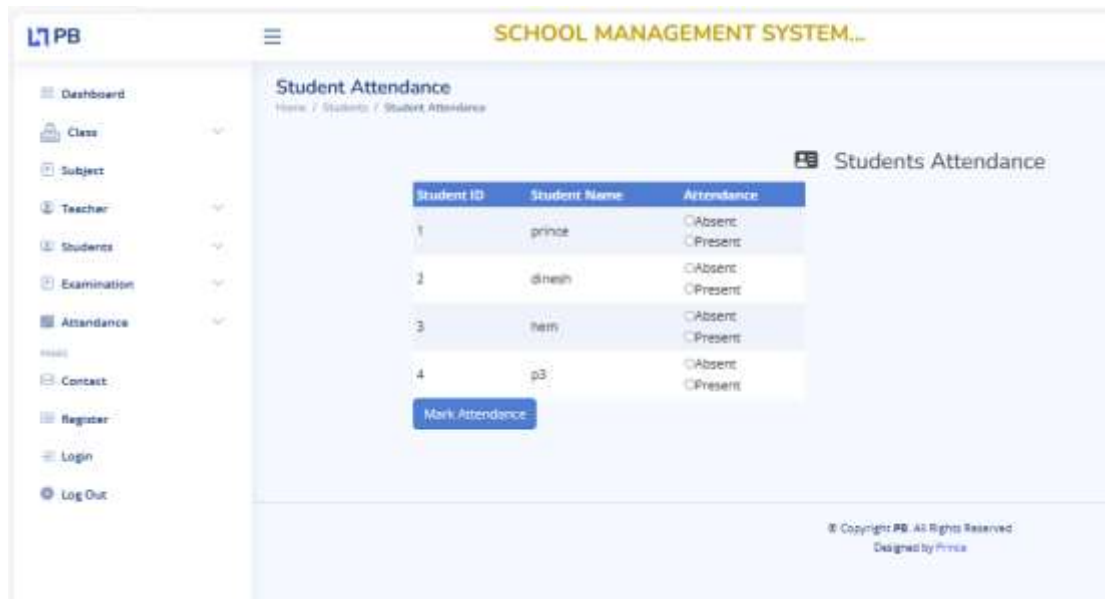 PB
SCHOOL MANAGEMENT SYSTEM...
Dashboard
Class
Subject
Teacher
Students
Examination
Attendance
PAGES
Contact
Register
Login
Log Out
Student Attendance
Home / Students / Student Attendance
Students Attendance
Student ID Student Name Attendance
1 prince Absent
Present
2 dinesh Absent
Present
3 hem Absent
Present
4 p3 Absent
Present
Mark Attendance
© Copyright PB. All Rights Reserved
Designed by Prince